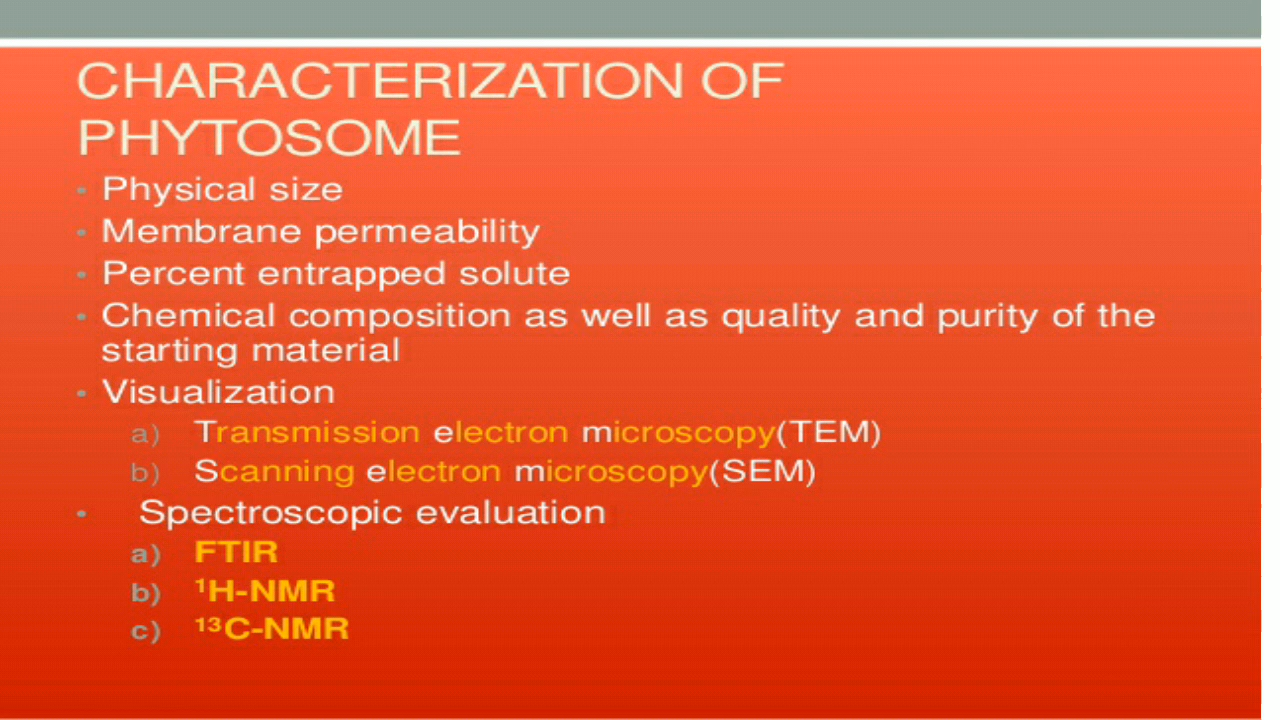 CHARACTERIZATION OF
PHYTOSOME
• Physical size
• Membrane permeability
• Percent entrapped solute
• Chemical composition as well as quality and purity of the
starting material
• Visualization
a) Transmission electron microscopy(TEM)
b) Scanning electron microscopy(SEM)
• Spectroscopic evaluation
a) FTIR
b) ¹H-NMR
c) ¹³C-NMR